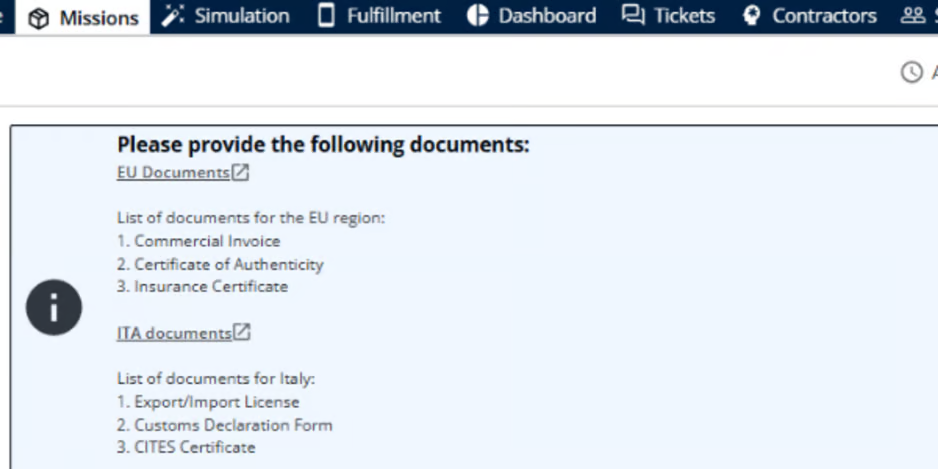 Missions Simulation Fulfillment Dashboard Tickets Contractors
Please provide the following documents:
EU Documents
List of documents for the EU region:
1. Commercial Invoice
2. Certificate of Authenticity
3. Insurance Certificate
ITA documents
List of documents for Italy:
1. Export/Import License
2. Customs Declaration Form
3. CITES Certificate